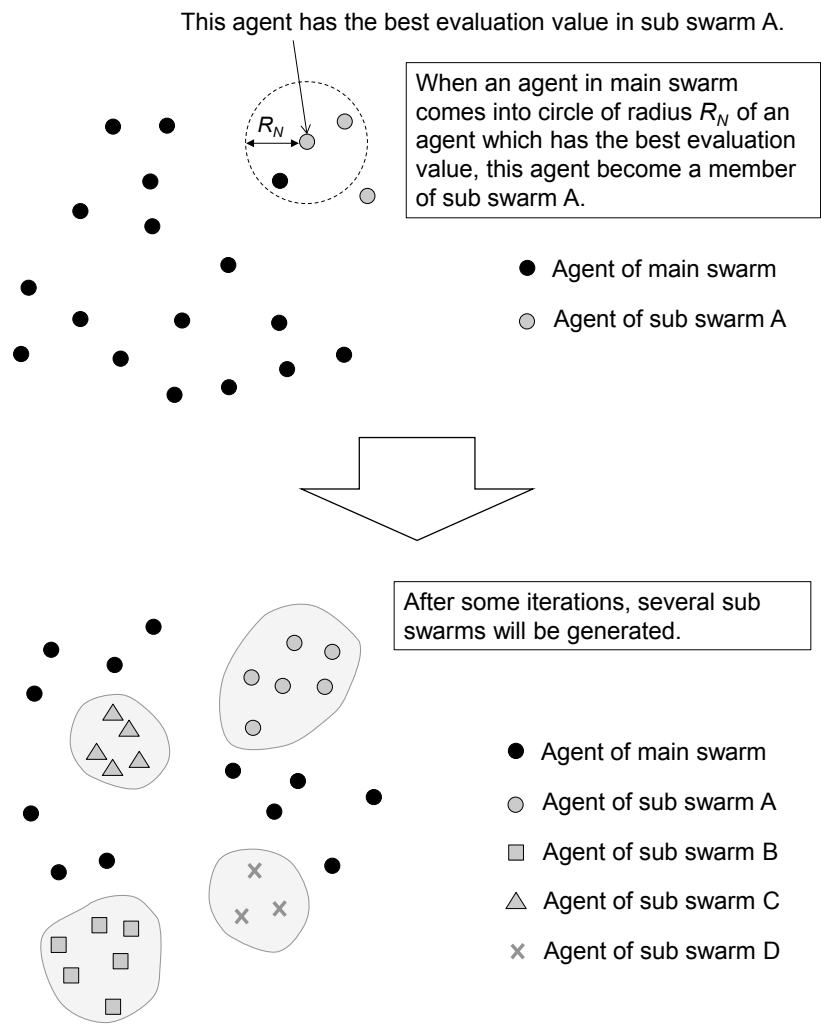 This agent has the best evaluation value in sub swarm A.
When an agent in main swarm
comes into circle of radius R_N of an
agent which has the best evaluation
value, this agent become a member
of sub swarm A.
R_N
Agent of main swarm
Agent of sub swarm A
After some iterations, several sub
swarms will be generated.
Agent of main swarm
Agent of sub swarm A
Agent of sub swarm B
Agent of sub swarm C
Agent of sub swarm D